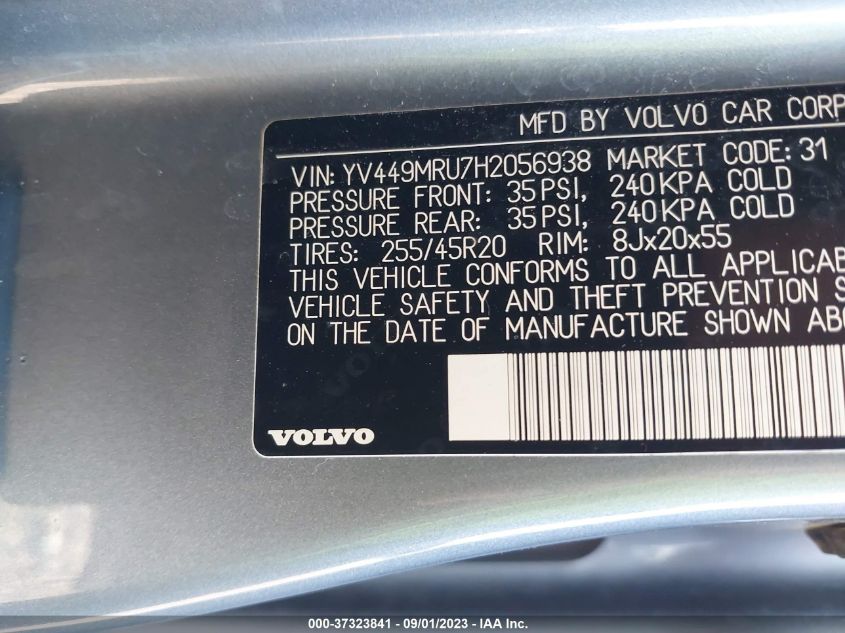 MFD BY VOLVO CAR CORP
VIN: YV449MRU7H2056938 MARKET CODE: 31
PRESSURE FRONT: 35 PSI, 240 KPA COLD
PRESSURE REAR: 35 PSI, 240 KPA COLD
TIRES: 255/45R20 RIM: 8Jx20x55
THIS VEHICLE CONFORMS TO ALL APPLICAB
VEHICLE SAFETY AND THEFT PREVENTION S
ON THE DATE OF MANUFACTURE SHOWN ABO
VOLVO
000-37323841 - 09/01/2023 - IAA Inc.